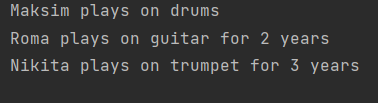 Maksim plays on drums
Roma plays on guitar for 2 years
Nikita plays on trumpet for 3 years